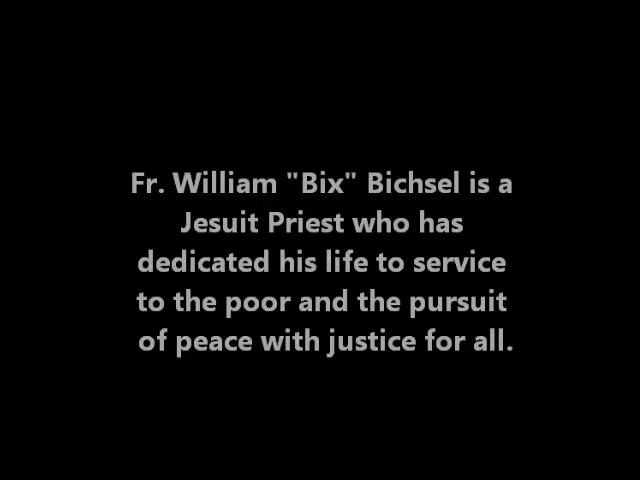 Fr. William "Bix" Bichsel is a
Jesuit Priest who has
dedicated his life to service
to the poor and the pursuit
of peace with justice for all.